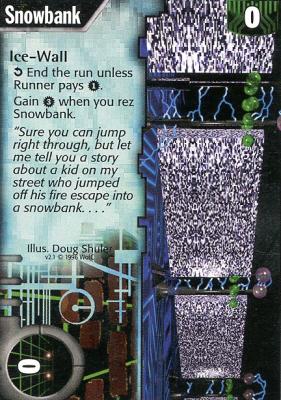 Snowbank
0
Ice-Wall
End the run unless
Runner pays 1.
Gain 3 when you rez
Snowbank.
"Sure you can jump
right through, but let
me tell you a story
about a kid on my
street who jumped
off his fire escape into
a snowbank. . . ."
Illus. Doug Shuler
v2.1 © 1996 WotC
0